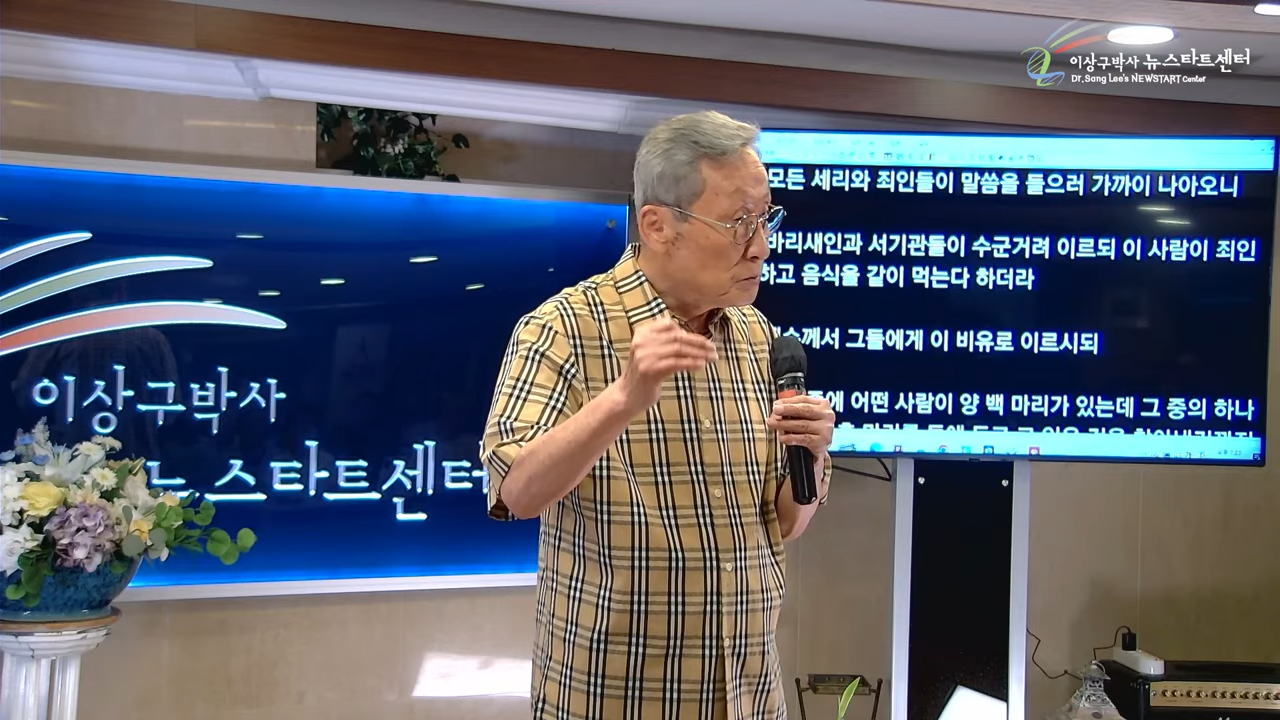 이상구박사 뉴스타트센터
Dr. Sang Lee's NEWSTART Center
모든 세리와 죄인들이 말씀을 들으러 가까이 나아오니
바리새인과 서기관들이 수군거려 이르되 이 사람이 죄인
하고 음식을 같이 먹는다 하더라
께서 그들에게 이 비유로 이르시되
어떤 사람이 양 백 마리가 있는데 그 중의 하나
이상구박사
뉴스타트센터